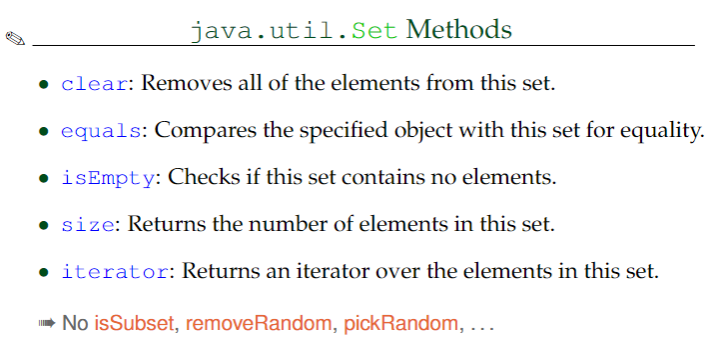 java.util.Set Methods
• clear: Removes all of the elements from this set.
• equals: Compares the specified object with this set for equality.
• isEmpty: Checks if this set contains no elements.
• size: Returns the number of elements in this set.
• iterator: Returns an iterator over the elements in this set.
➠ No isSubset, removeRandom, pickRandom, ...